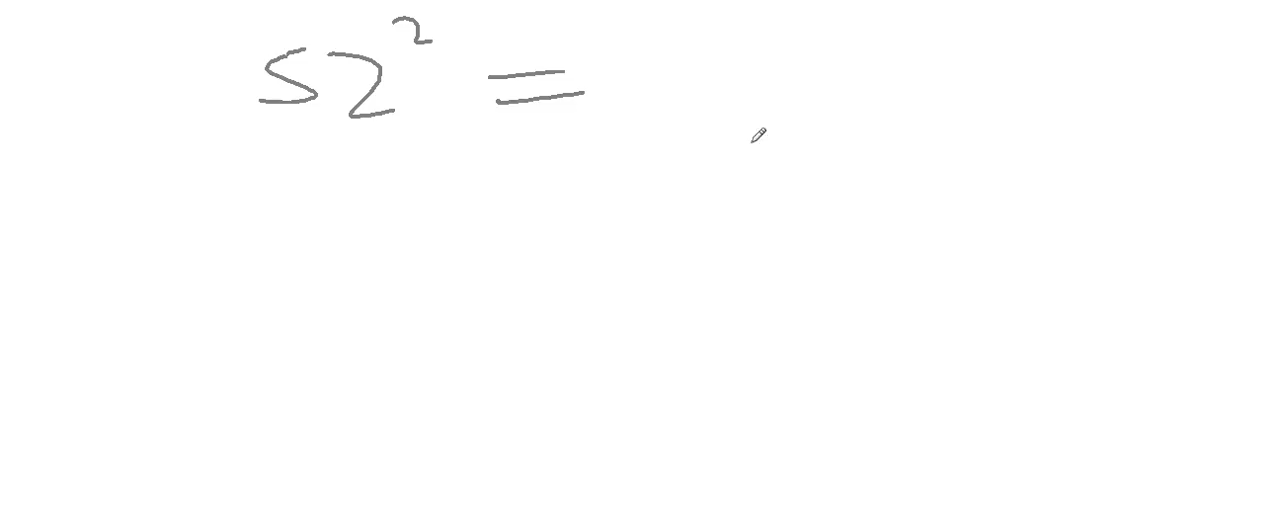 52² =